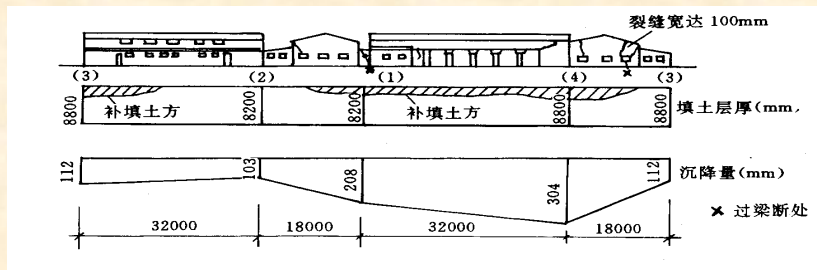 裂缝宽达 100mm
(3) (2) (1) (4) (3)
8800 补填土方 8200 8200 补填土方 8800 8800 填土层厚(mm,
112 103 208 304 112 沉降量(mm)
× 过梁断处
32000 18000 32000 18000